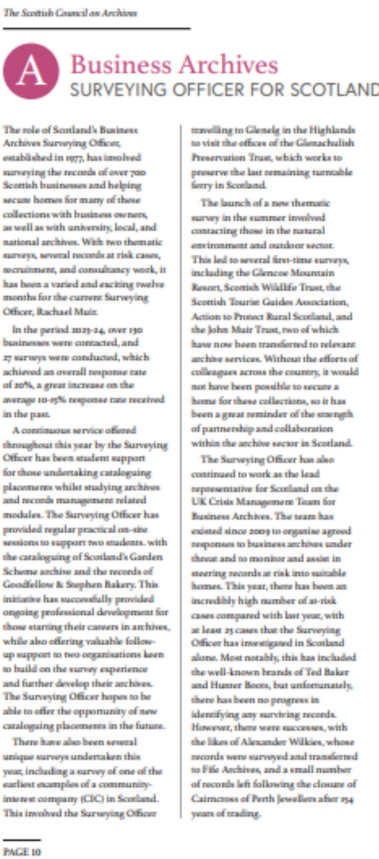 The Scottish Council on Archives
A
Business Archives
SURVEYING OFFICER FOR SCOTLAND
The role of Scotland's Business
Archives Surveying Officer,
established in 1977, has involved
surveying the records of over 700
Scottish businesses and helping
secure homes for many of these
collections with business owners,
as well as with university, local, and
national archives. With two thematic
surveys, several records at risk cases,
recruitment, and consultancy work, it
has been a varied and exciting twelve
months for the current Surveying
Officer, Rachael Muir.
In the period 2023-24, over 130
businesses were contacted, and
27 surveys were conducted, which
achieved an overall response rate
of 20%, a great increase on the
average 10-15% response rate received
in the past.
A continuous service offered
throughout this year by the Surveying
Officer has been student support
for those undertaking cataloguing
placements whilst studying archives
and records management related
modules. The Surveying Officer has
provided regular practical on-site
sessions to support two students. with
the cataloguing of Scotland's Garden
Scheme archive and the records of
Goodfellow & Stephen Bakery. This
initiative has successfully provided
ongoing professional development for
those starting their careers in archives,
while also offering valuable follow-
up support to two organisations keen
to build on the survey experience
and further develop their archives.
The Surveying Officer hopes to be
able to offer the opportunity of new
cataloguing placements in the future.
There have also been several
unique surveys undertaken this
year, including a survey of one of the
earliest examples of a community-
interest company (CIC) in Scotland.
This involved the Surveying Officer
travelling to Glenelg in the Highlands
to visit the offices of the Glenachulish
Preservation Trust, which works to
preserve the last remaining turntable
ferry in Scotland.
The launch of a new thematic
survey in the summer involved
contacting those in the natural
environment and outdoor sector.
This led to several first-time surveys,
including the Glencoe Mountain
Resort, Scottish Wildlife Trust, the
Scottish Tourist Guides Association,
Action to Protect Rural Scotland, and
the John Muir Trust, two of which
have now been transferred to relevant
archive services. Without the efforts of
colleagues across the country, it would
not have been possible to secure a
home for these collections, so it has
been a great reminder of the strength
of partnership and collaboration
within the archive sector in Scotland.
The Surveying Officer has also
continued to work as the lead
representative for Scotland on the
UK Crisis Management Team for
Business Archives. The team has
existed since 2009 to organise agreed
responses to business archives under
threat and to monitor and assist in
steering records at risk into suitable
homes. This year, there has been an
incredibly high number of at-risk
cases compared with last year, with
at least 25 cases that the Surveying
Officer has investigated in Scotland
alone. Most notably, this has included
the well-known brands of Ted Baker
and Hunter Boots, but unfortunately,
there has been no progress in
identifying any surviving records.
However, there were successes, with
the likes of Alexander Wilkies, whose
records were surveyed and transferred
to Fife Archives, and a small number
of records left following the closure of
Cairncross of Perth Jewellers after 154
years of trading.
PAGE 10